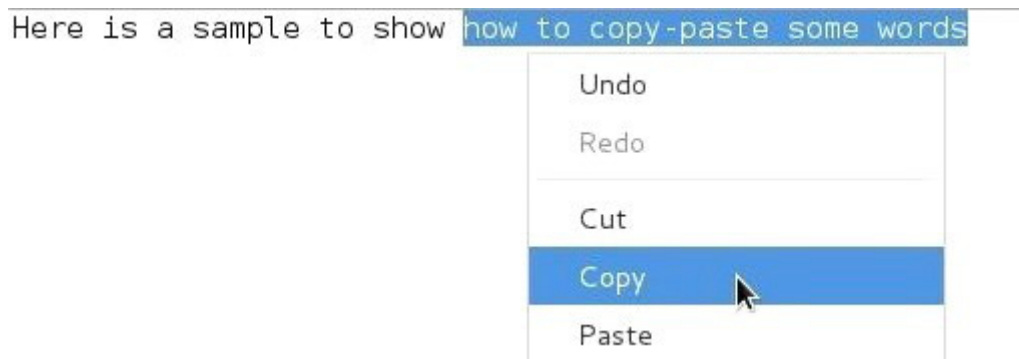 Here is a sample to show how to copy-paste some words
Undo
Redo
Cut
Copy
Paste